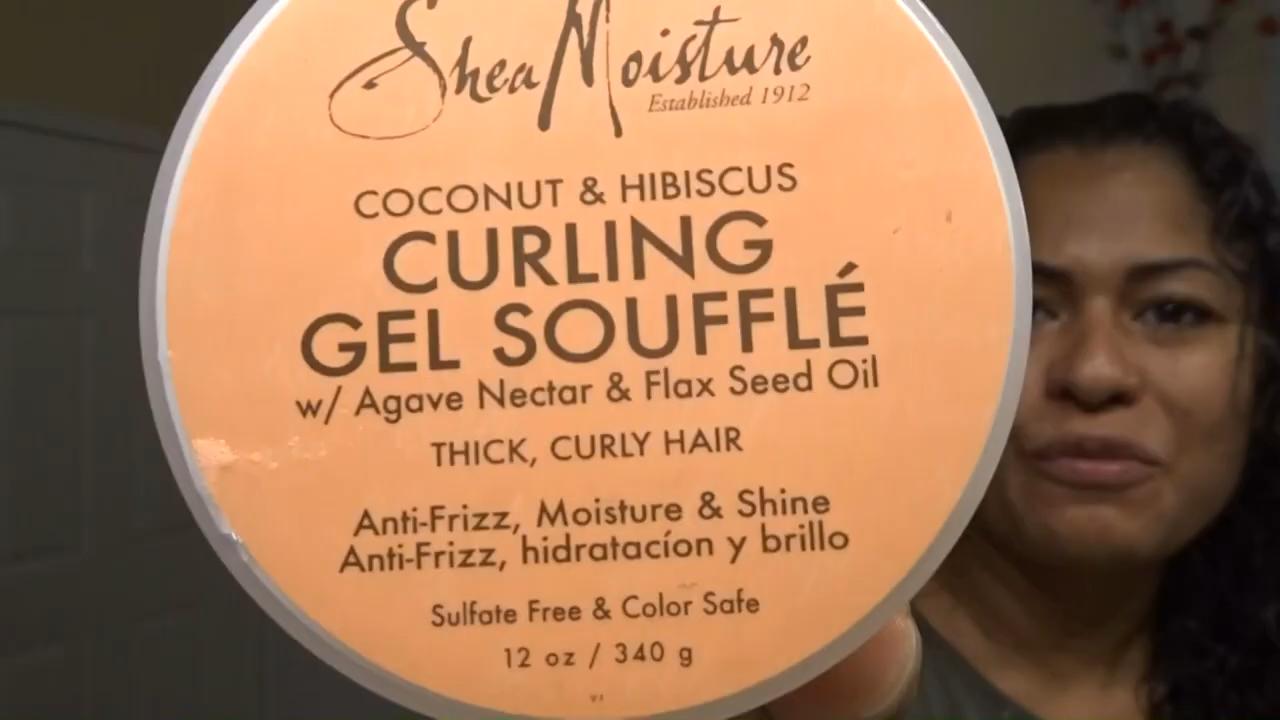 SheaMoisture
Established 1912
COCONUT & HIBISCUS
CURLING
GEL SOUFFLÉ
w/ Agave Nectar & Flax Seed Oil
THICK, CURLY HAIR
Anti-Frizz, Moisture & Shine
Anti-Frizz, hidratacíon y brillo
Sulfate Free & Color Safe
12 oz / 340 g